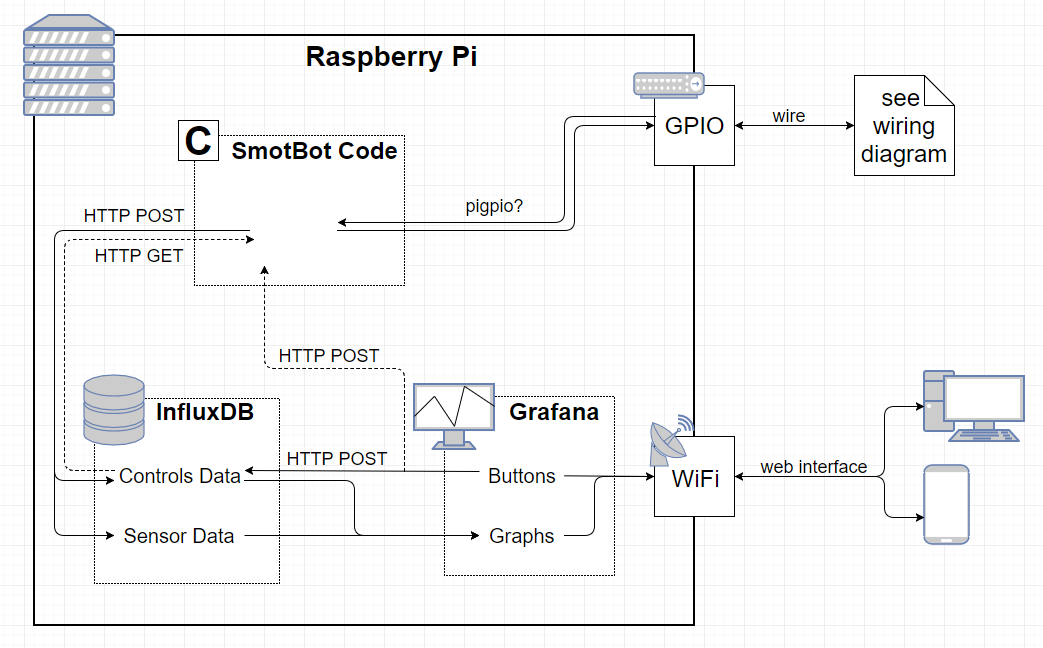 Raspberry Pi
C
SmotBot Code
GPIO
wire
see
wiring
diagram
pigpio?
HTTP POST
HTTP GET
HTTP POST
InfluxDB
Grafana
HTTP POST
Controls Data
Buttons
WiFi
web interface
Sensor Data
Graphs